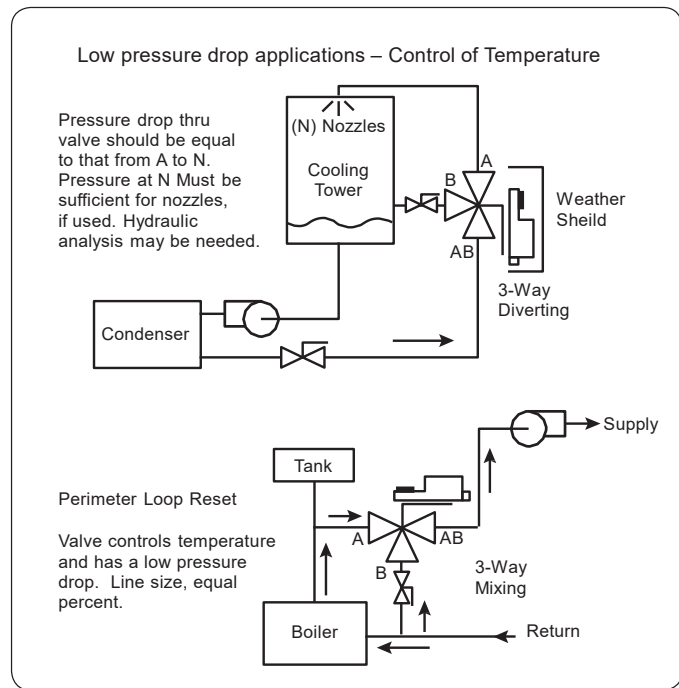 Low pressure drop applications – Control of Temperature
Pressure drop thru
valve should be equal
to that from A to N.
Pressure at N Must be
sufficient for nozzles,
if used. Hydraulic
analysis may be needed.
(N) Nozzles
Cooling
Tower
A
B
AB
Weather
Sheild
3-Way
Diverting
Condenser
Supply
Tank
Perimeter Loop Reset
Valve controls temperature
and has a low pressure
drop. Line size, equal
percent.
A
AB
B
3-Way
Mixing
Boiler
Return